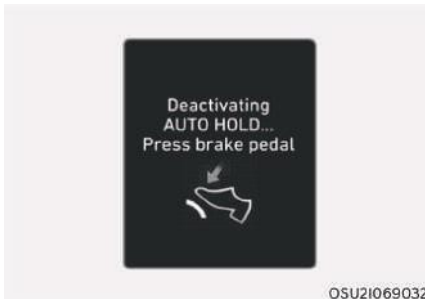 Deactivating
AUTO HOLD...
Press brake pedal
OSU2I069032